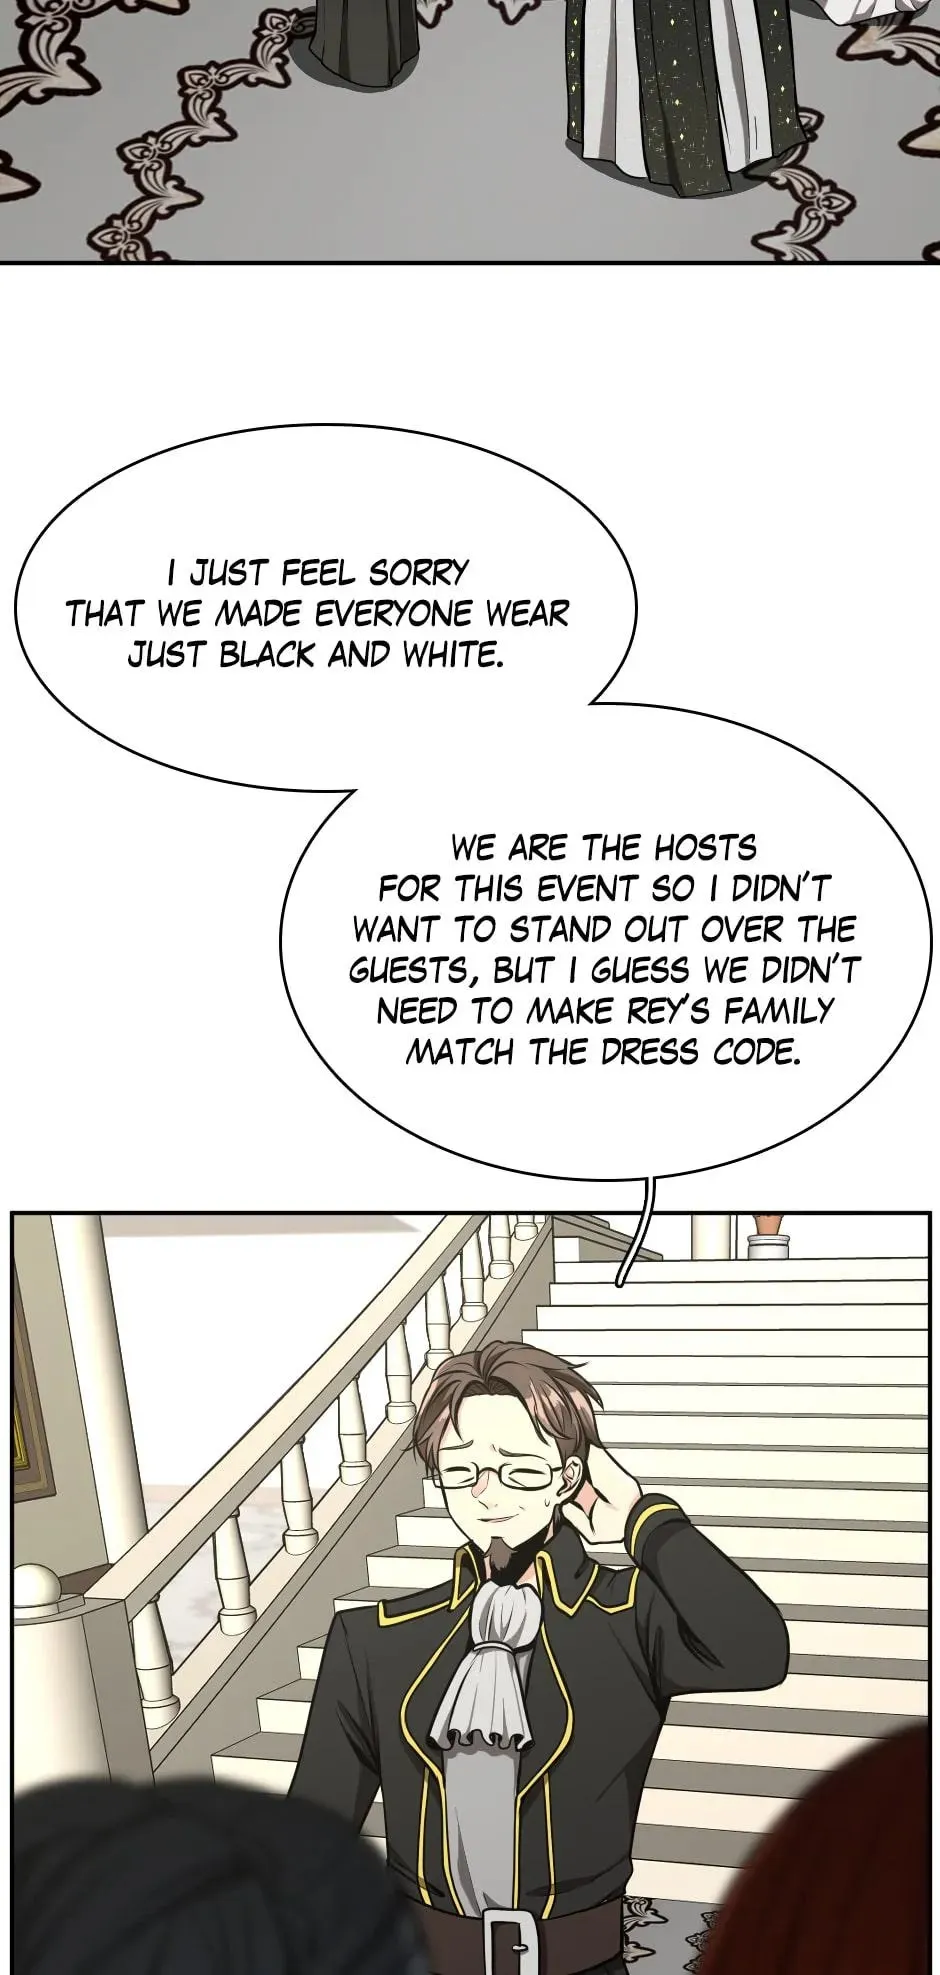 I JUST FEEL SORRY
THAT WE MADE EVERYONE WEAR
JUST BLACK AND WHITE.
WE ARE THE HOSTS
FOR THIS EVENT SO I DIDN'T
WANT TO STAND OUT OVER THE
GUESTS, BUT I GUESS WE DIDN'T
NEED TO MAKE REY'S FAMILY
MATCH THE DRESS CODE.